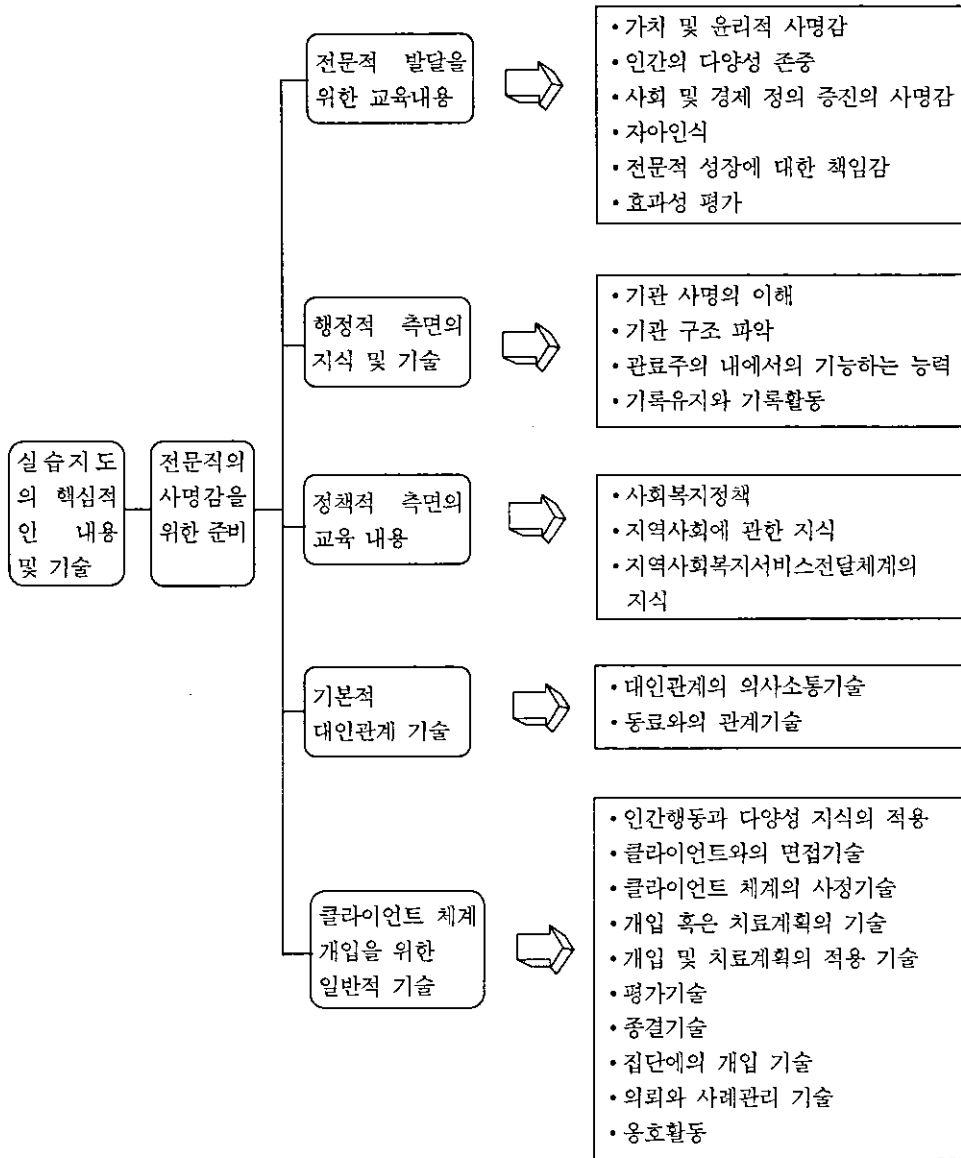 실습지도
의 핵심적
인 내용
및 기술
전문직의
사명감을
위한 준비
전문적 발달을
위한 교육내용
• 가치 및 윤리적 사명감
• 인간의 다양성 존중
• 사회 및 경제 정의 증진의 사명감
• 자아인식
• 전문적 성장에 대한 책임감
• 효과성 평가
행정적 측면의
지식 및 기술
• 기관 사명의 이해
• 기관 구조 파악
• 관료주의 내에서의 기능하는 능력
• 기록유지와 기록활동
정책적 측면의
교육 내용
• 사회복지정책
• 지역사회에 관한 지식
• 지역사회복지서비스전달체계의
지식
기본적
대인관계 기술
• 대인관계의 의사소통기술
• 동료와의 관계기술
클라이언트 체계
개입을 위한
일반적 기술
• 인간행동과 다양성 지식의 적용
• 클라이언트와의 면접기술
• 클라이언트 체계의 사정기술
• 개입 혹은 치료계획의 기술
• 개입 및 치료계획의 적용 기술
• 평가기술
• 종결기술
• 집단에의 개입 기술
• 의뢰와 사례관리 기술
• 옹호활동